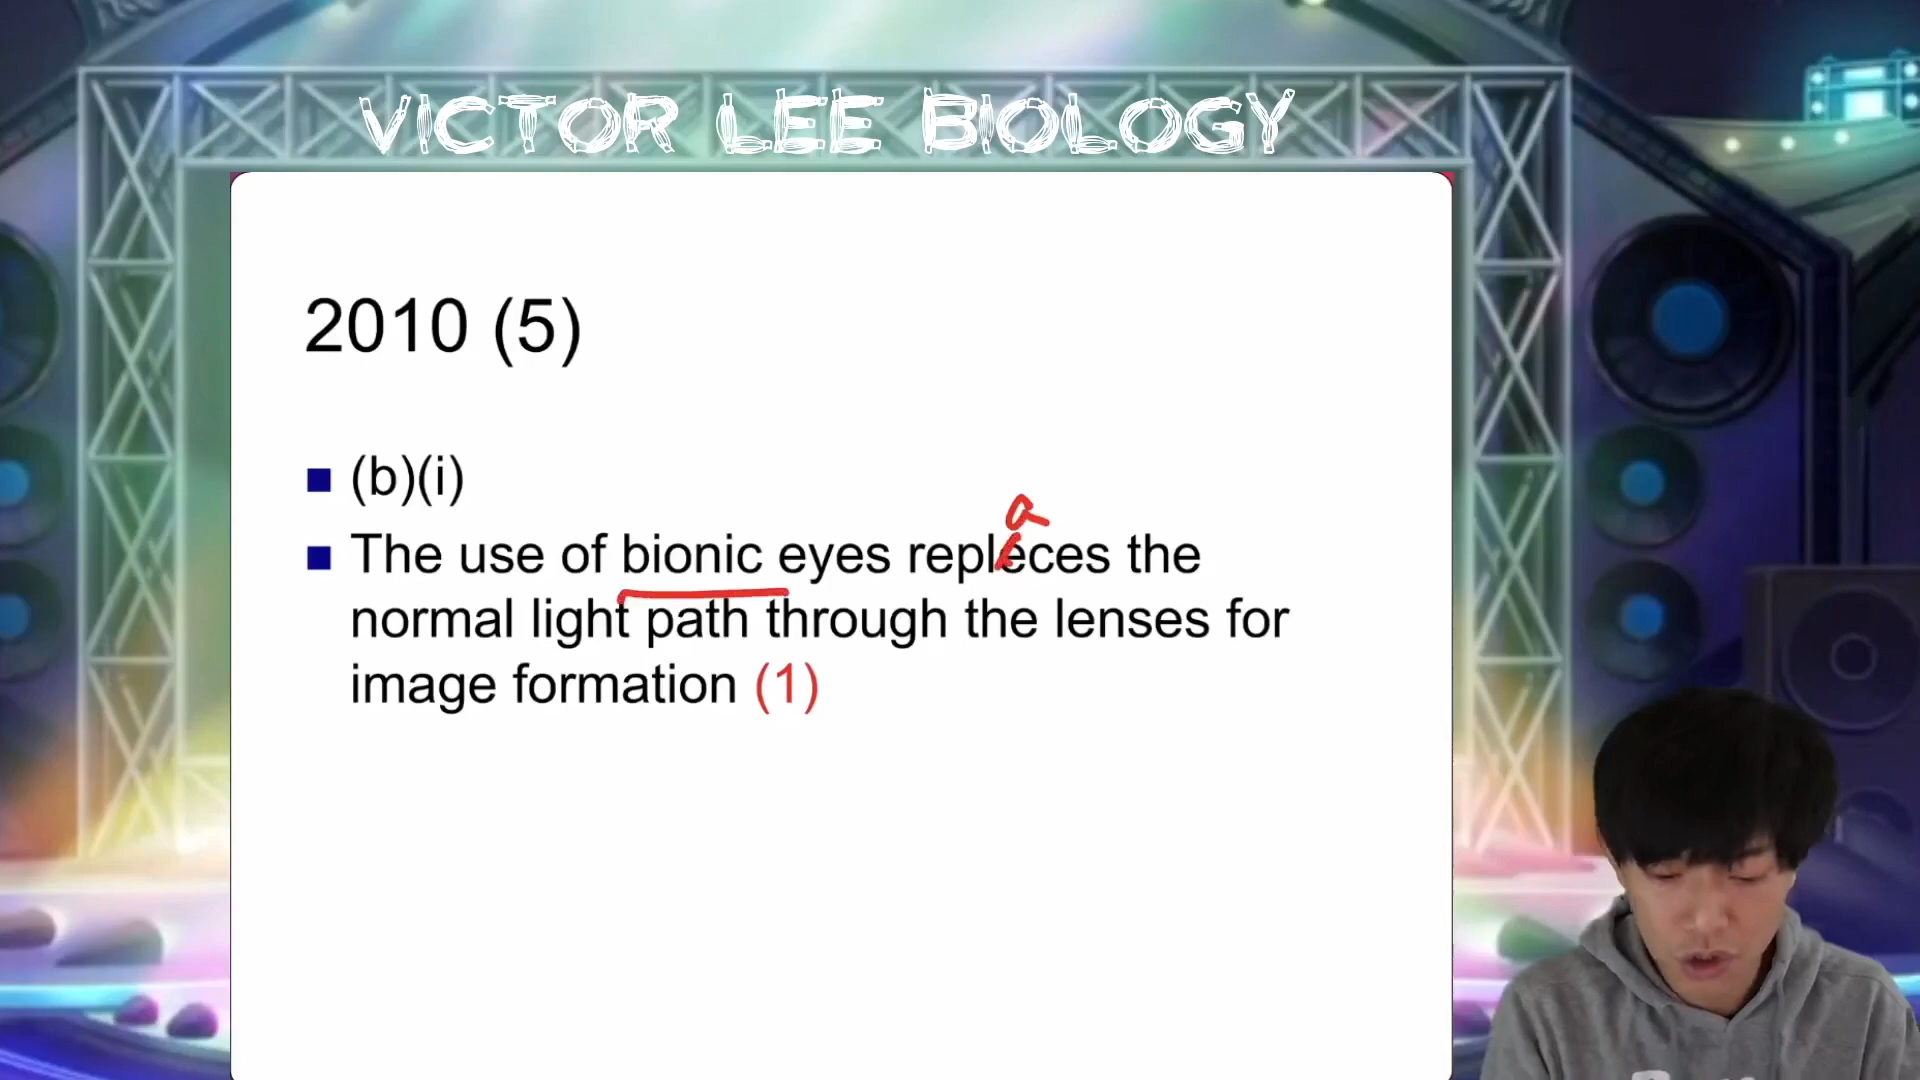 VICTOR LEE BIOLOGY
2010 (5)
(b)(i)
a
The use of bionic eyes repleces the
normal light path through the lenses for
image formation (1)